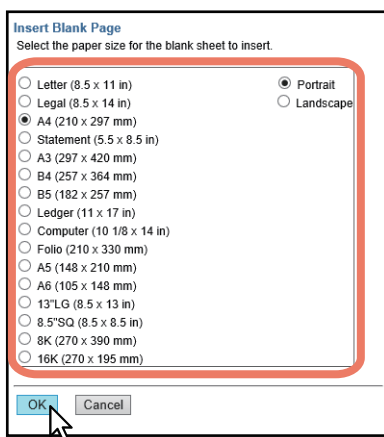 Insert Blank Page
Select the paper size for the blank sheet to insert.
Letter (8.5 x 11 in)
Portrait
Legal (8.5 x 14 in)
Landscape
A4 (210 x 297 mm)
Statement (5.5 x 8.5 in)
A3 (297 x 420 mm)
B4 (257 x 364 mm)
B5 (182 x 257 mm)
Ledger (11 x 17 in)
Computer (10 1/8 x 14 in)
Folio (210 x 330 mm)
A5 (148 x 210 mm)
A6 (105 x 148 mm)
13"LG (8.5 x 13 in)
8.5"SQ (8.5 x 8.5 in)
8K (270 x 390 mm)
16K (270 x 195 mm)
OK
Cancel